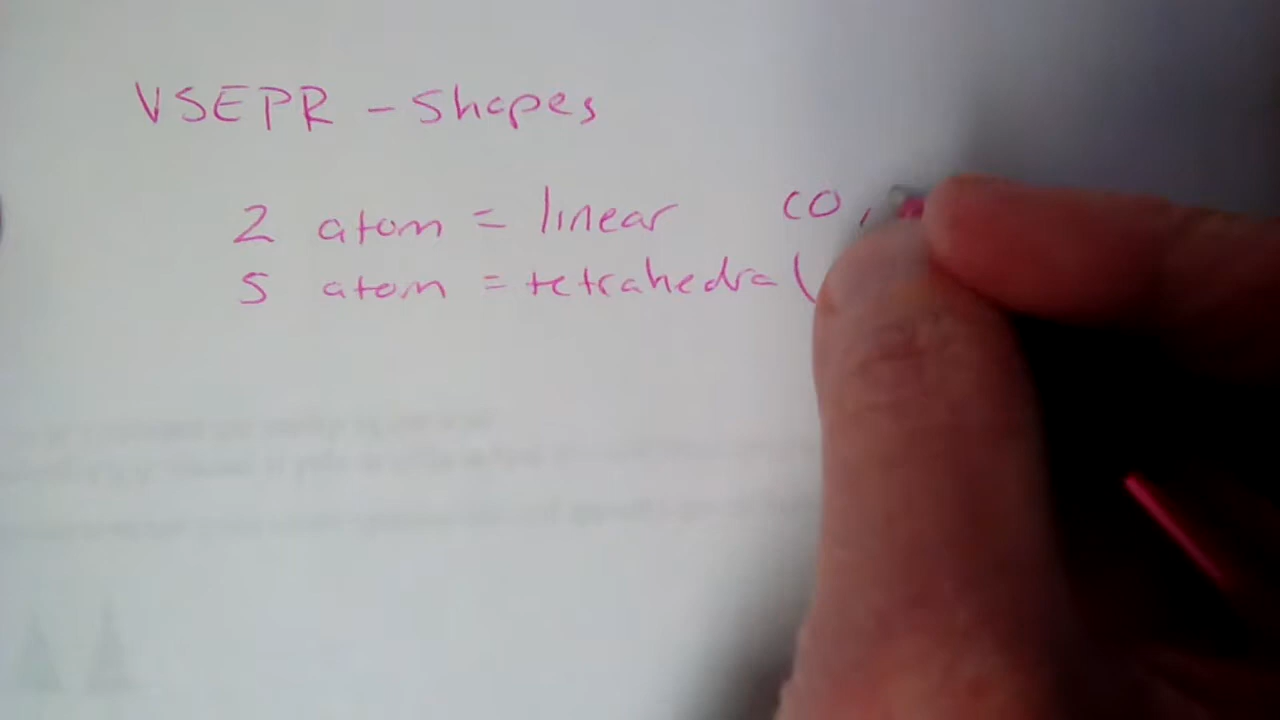 VSEPR - Shapes
2 atom = linear CO,
5 atom = tetrahedral